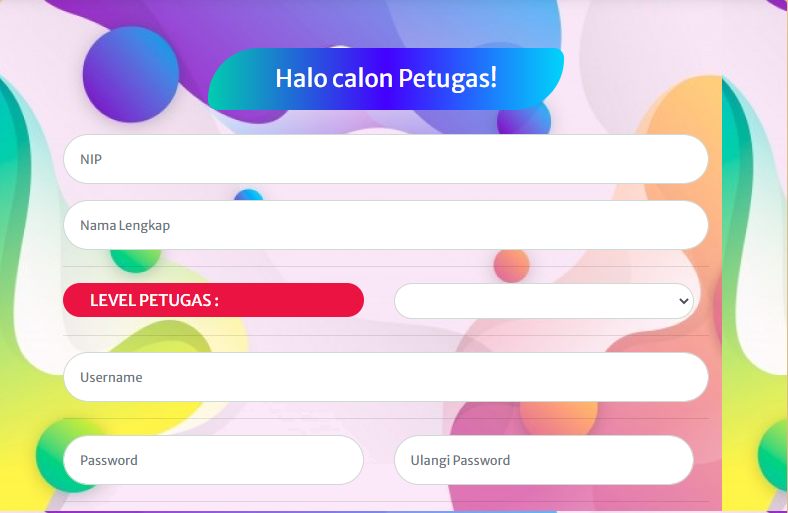 Halo calon Petugas!
NIP
Nama Lengkap
LEVEL PETUGAS :
Username
Password
Ulangi Password